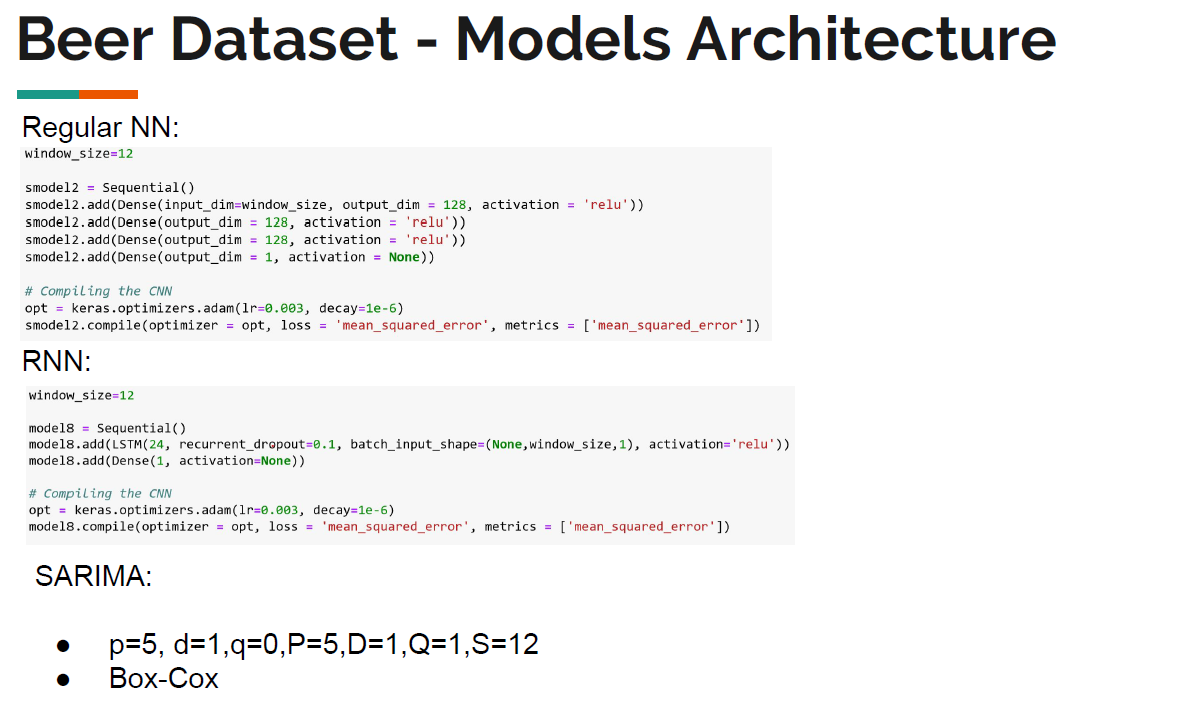 Beer Dataset - Models Architecture
Regular NN:
window_size=12
smodel2 = Sequential()
smodel2.add(Dense(input_dim=window_size, output_dim = 128, activation = 'relu'))
smodel2.add(Dense(output_dim = 128, activation = 'relu'))
smodel2.add(Dense(output_dim = 128, activation = 'relu'))
smodel2.add(Dense(output_dim = 1, activation = None))
# Compiling the CNN
opt = keras.optimizers.adam(lr=0.003, decay=1e-6)
smodel2.compile(optimizer = opt, loss = 'mean_squared_error', metrics = ['mean_squared_error'])
RNN:
window_size=12
model8 = Sequential()
model8.add(LSTM(24, recurrent_dropout=0.1, batch_input_shape=(None,window_size,1), activation='relu'))
model8.add(Dense(1, activation=None))
# Compiling the CNN
opt = keras.optimizers.adam(lr=0.003, decay=1e-6)
model8.compile(optimizer = opt, loss = 'mean_squared_error', metrics = ['mean_squared_error'])
SARIMA:
● p=5, d=1,q=0,P=5,D=1,Q=1,S=12
● Box-Cox